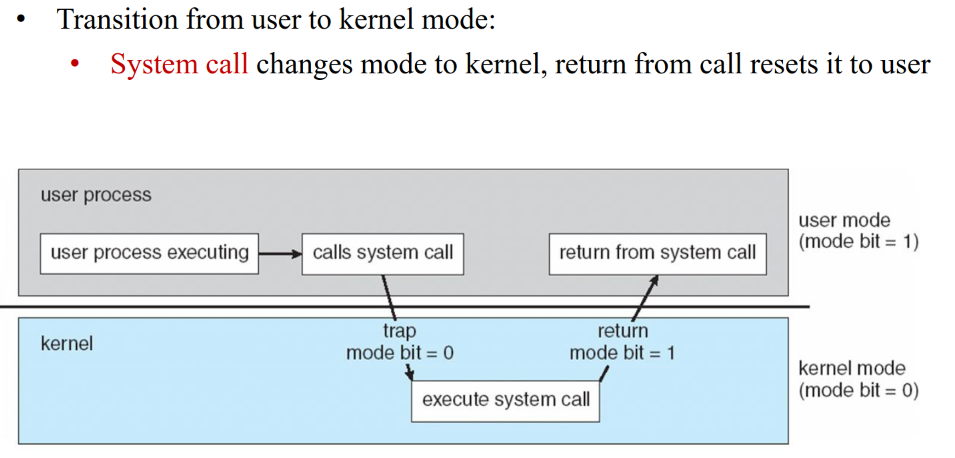 • Transition from user to kernel mode:
• System call changes mode to kernel, return from call resets it to user
user process
user process executing
calls system call
return from system call
user mode
(mode bit = 1)
kernel
trap
mode bit = 0
return
mode bit = 1
execute system call
kernel mode
(mode bit = 0)